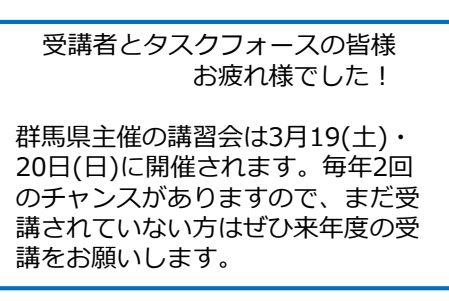 受講者とタスクフォースの皆様
お疲れ様でした！
群馬県主催の講習会は3月19(土)・
20日(日)に開催されます。毎年2回
のチャンスがありますので、まだ受
講されていない方はぜひ来年度の受
講をお願いします。